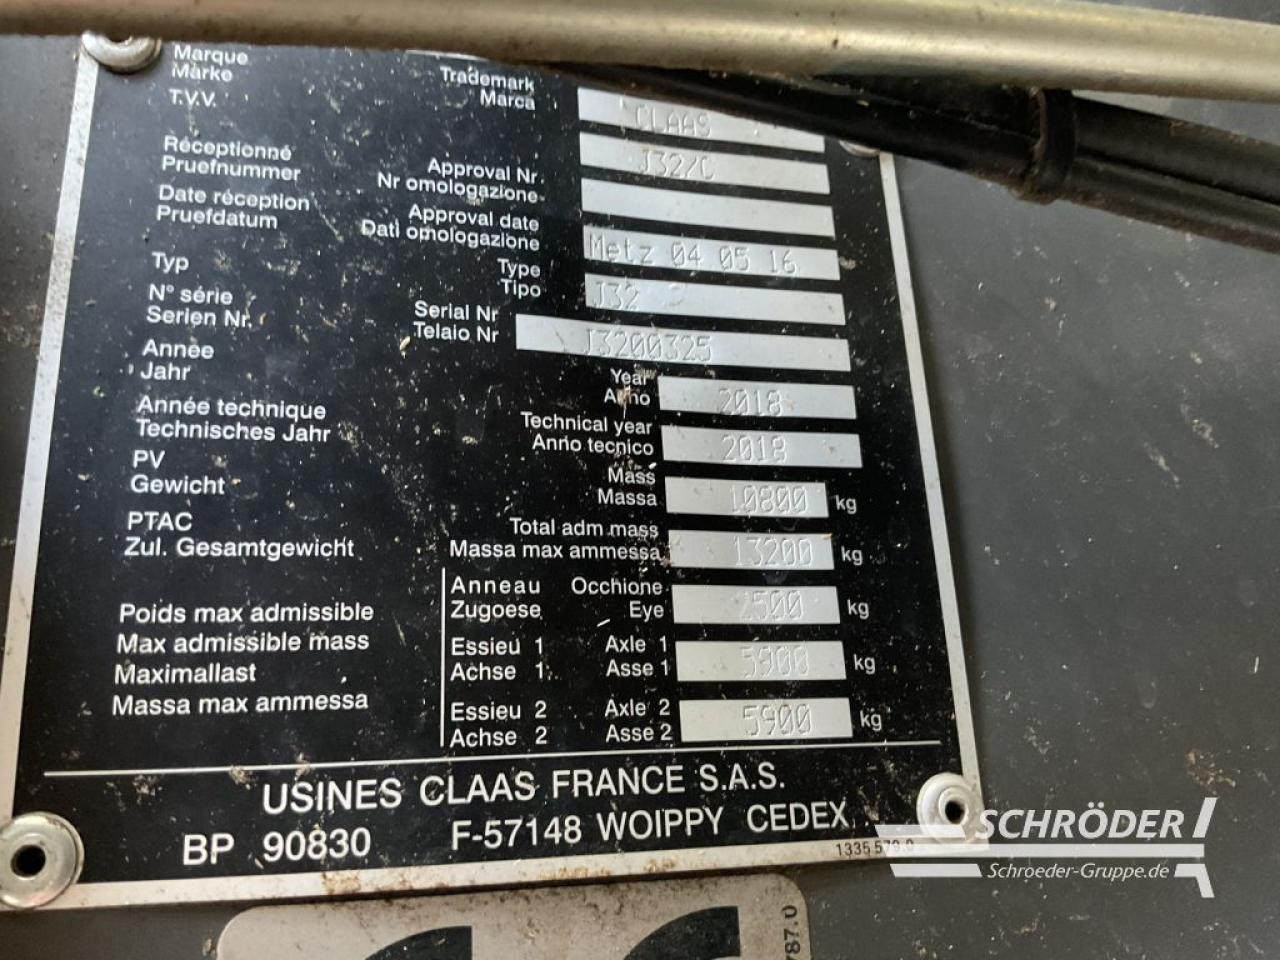 Marque
Marke
Trademark
Marca
CLAAS
T.V.V.
J32/C
Réceptionné
Pruefnummer
Approval Nr.
Nr omologazione
Date réception
Pruefdatum
Approval date
Dati omologazione
Metz 04 05 16
Typ
Type
Tipo
J32
N° série
Serien Nr.
Serial Nr
Telaio Nr
J3200325
Année
Jahr
Year
Anno
2018
Année technique
Technisches Jahr
Technical year
Anno tecnico
2018
PV
Gewicht
Mass
Massa
10800 kg
PTAC
Zul. Gesamtgewicht
Total adm mass
Massa max ammessa
13200 kg
Poids max admissible
Max admissible mass
Maximallast
Massa max ammessa
Anneau Occhione
Zugoese Eye
2500 kg
Essieu 1 Axle 1
Achse 1 Asse 1
5900 kg
Essieu 2 Axle 2
Achse 2 Asse 2
5900 kg
USINES CLAAS FRANCE S.A.S.
BP 90830 F-57148 WOIPPY CEDEX
SCHRÖDER
Schroeder-Gruppe.de
787.0